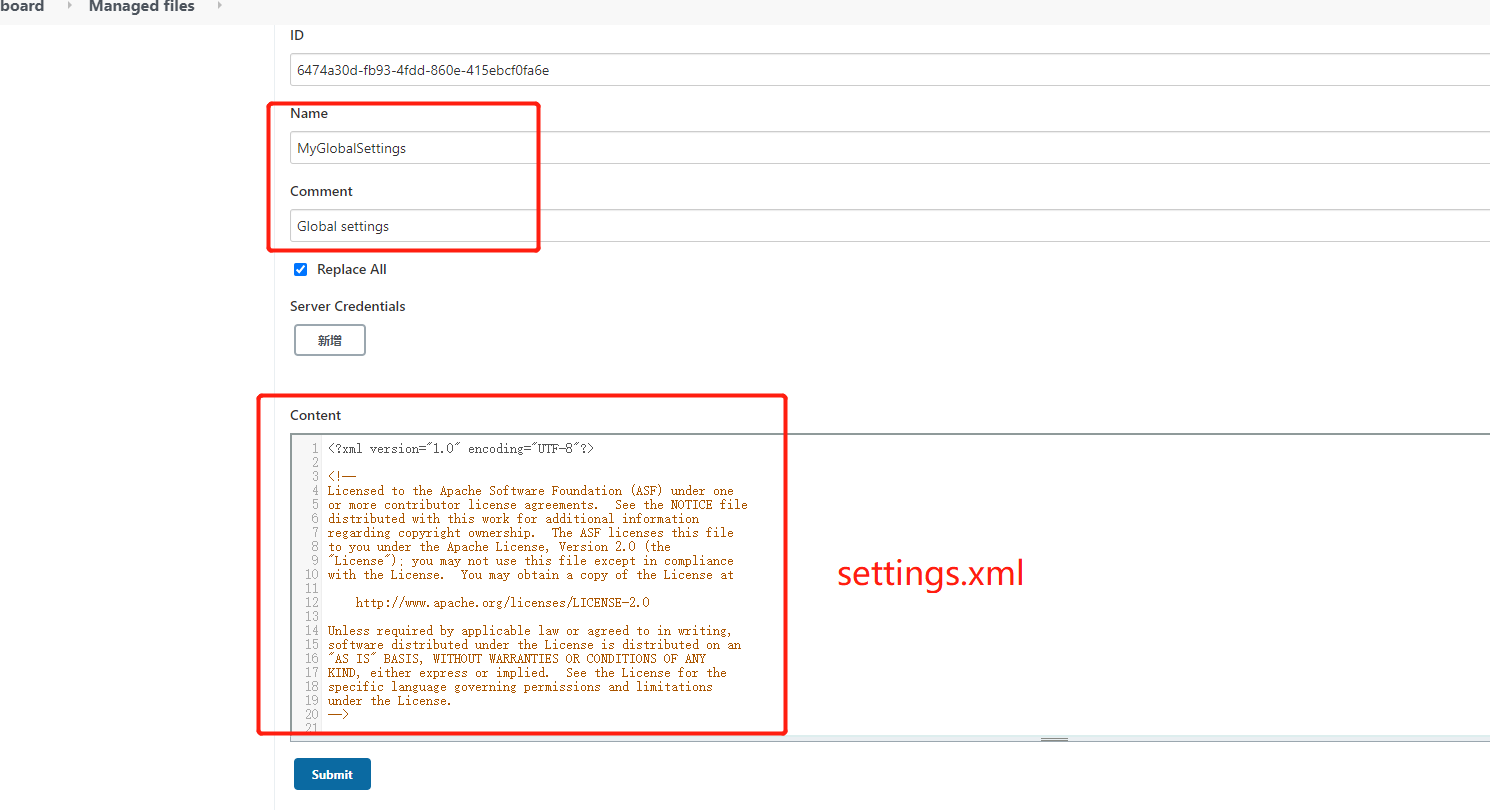 board Managed files
ID
6474a30d-fb93-4fdd-860e-415ebcf0fa6e
Name
MyGlobalSettings
Comment
Global settings
Replace All
Server Credentials
新增
Content
1 <?xml version="1.0" encoding="UTF-8"?>
2
3 <!--
4 Licensed to the Apache Software Foundation (ASF) under one
5 or more contributor license agreements.  See the NOTICE file
6 distributed with this work for additional information
7 regarding copyright ownership.  The ASF licenses this file
8 to you under the Apache License, Version 2.0 (the
9 "License"); you may not use this file except in compliance
10 with the License.  You may obtain a copy of the License at
11
12     http://www.apache.org/licenses/LICENSE-2.0
13
14 Unless required by applicable law or agreed to in writing,
15 software distributed under the License is distributed on an
16 "AS IS" BASIS, WITHOUT WARRANTIES OR CONDITIONS OF ANY
17 KIND, either express or implied.  See the License for the
18 specific language governing permissions and limitations
19 under the License.
20 -->
21
settings.xml
Submit